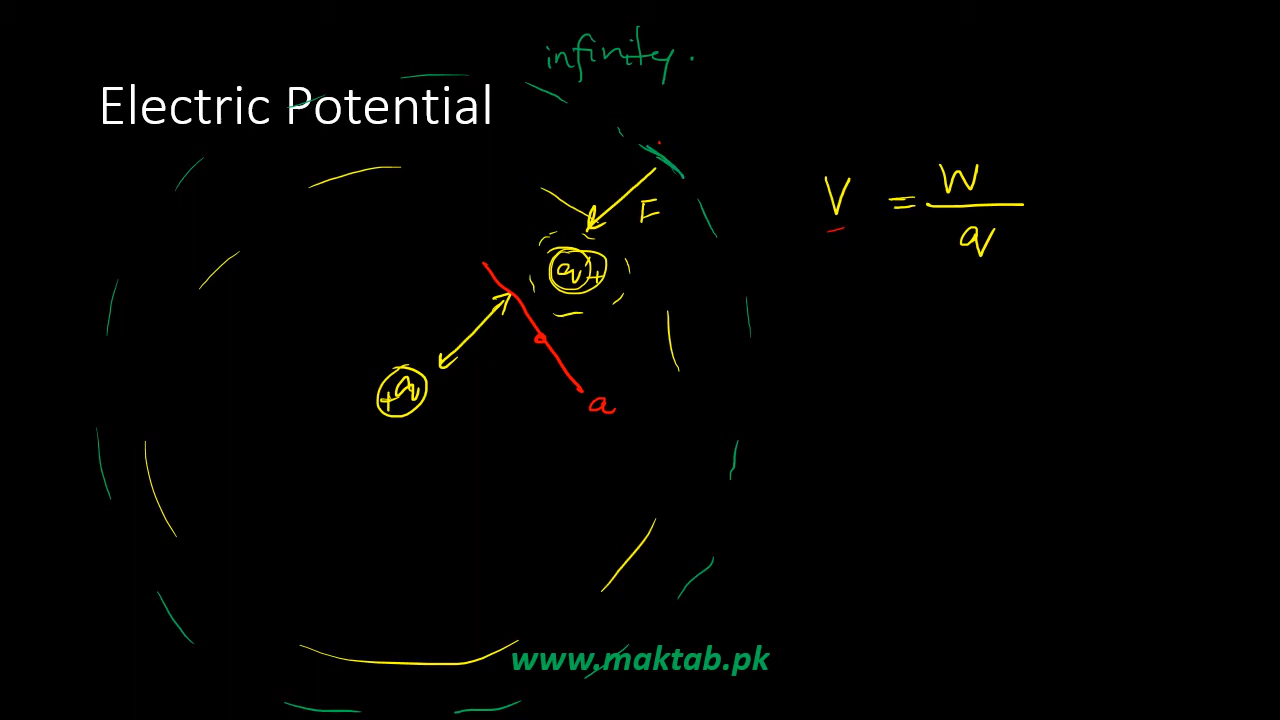 infinity.
Electric Potential
V = W/q
F
q +
+q
a
www.maktab.pk